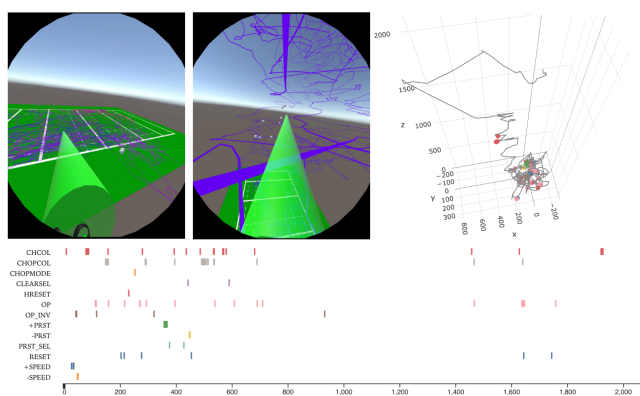 2000
1500
z
1000
500
0
−200
−100
0
y
100
200
300
800
600
400
200
0
−200
x
CHCOL
CHOPCOL
CHOPMODE
CLEARSEL
HRESET
OP
OP_INV
+PRST
-PRST
PRST_SEL
RESET
+SPEED
-SPEED
0
200
400
600
800
1,000
1,200
1,400
1,600
1,800
2,000